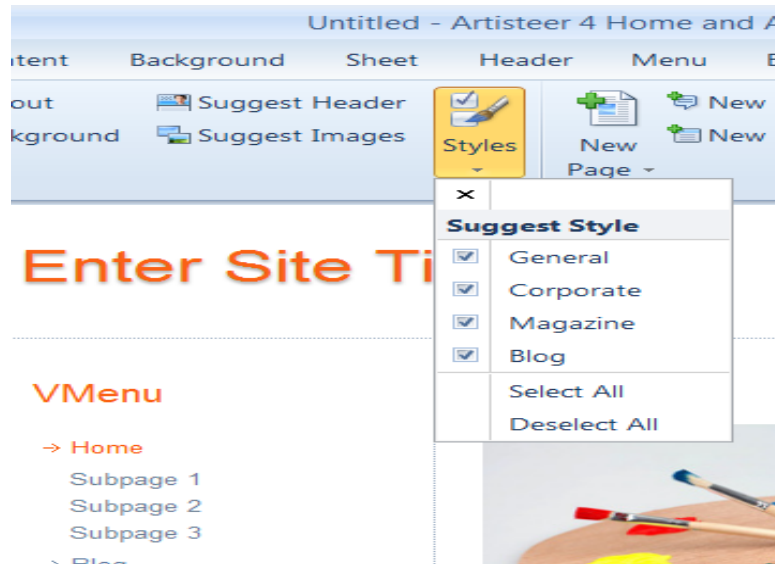 Untitled - Artisteer 4 Home and A
tent Background Sheet Header Menu
out Suggest Header Styles New Page New
kground Suggest Images New
Suggest Style
General
Corporate
Magazine
Blog
Select All
Deselect All
Enter Site Ti
VMenu
Home
Subpage 1
Subpage 2
Subpage 3
Blog